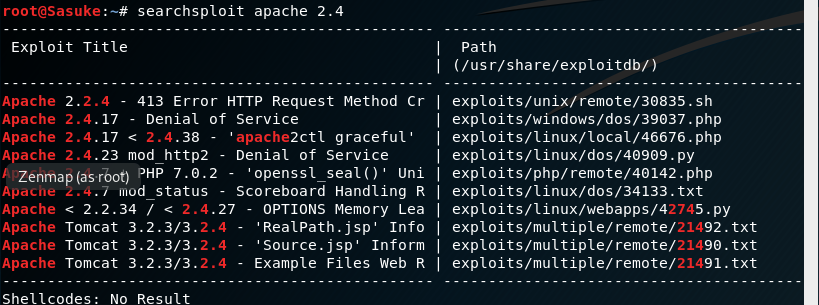 root@Sasuke:~# searchsploit apache 2.4
----------------------------------------------- ----------------------------------------
 Exploit Title                                 |  Path
                                               | (/usr/share/exploitdb/)
----------------------------------------------- ----------------------------------------
Apache 2.2.4 - 413 Error HTTP Request Method Cr | exploits/unix/remote/30835.sh
Apache 2.4.17 - Denial of Service | exploits/windows/dos/39037.php
Apache 2.4.17 < 2.4.38 - 'apache2ctl graceful' | exploits/linux/local/46676.php
Apache 2.4.23 mod_http2 - Denial of Service | exploits/linux/dos/40909.py
PHP 7.0.2 - 'openssl_seal()' Uni | exploits/php/remote/40142.php
Zenmap (as root)
Apache 2.4.7 mod_status - Scoreboard Handling R | exploits/linux/dos/34133.txt
Apache < 2.2.34 / < 2.4.27 - OPTIONS Memory Lea | exploits/linux/webapps/42745.py
Apache Tomcat 3.2.3/3.2.4 - 'RealPath.jsp' Info | exploits/multiple/remote/21492.txt
Apache Tomcat 3.2.3/3.2.4 - 'Source.jsp' Inform | exploits/multiple/remote/21490.txt
Apache Tomcat 3.2.3/3.2.4 - Example Files Web R | exploits/multiple/remote/21491.txt
----------------------------------------------- ----------------------------------------
Shellcodes: No Result